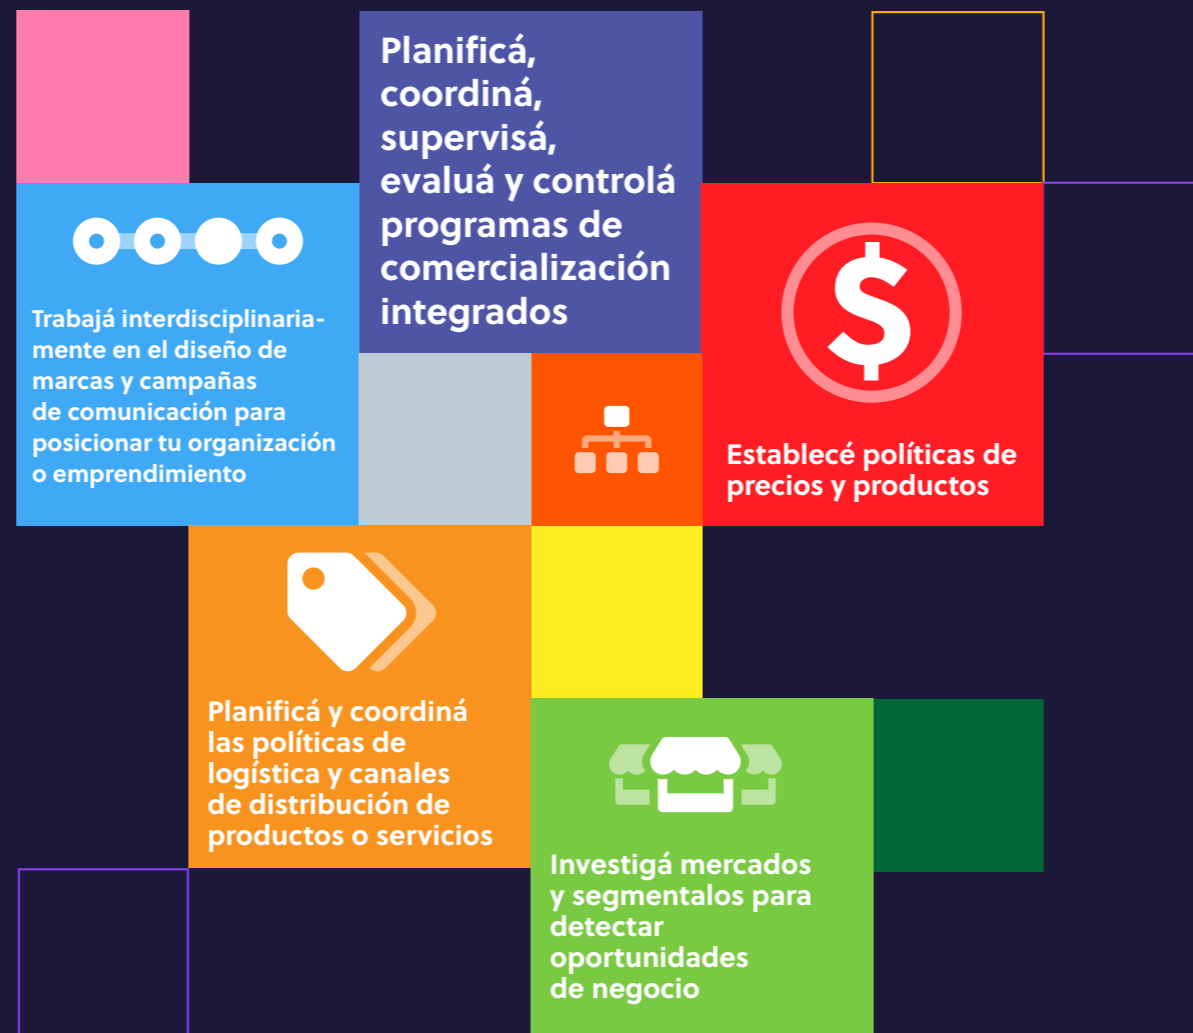 Planificá,
coordiná,
supervisá,
evaluá y controlá
programas de
comercialización
integrados
Trabajá interdisciplinaria-
mente en el diseño de
marcas y campañas
de comunicación para
posicionar tu organización
o emprendimiento
$
Establecé políticas de
precios y productos
Planificá y coordiná
las políticas de
logística y canales
de distribución de
productos o servicios
Investigá mercados
y segmentalos para
detectar
oportunidades
de negocio